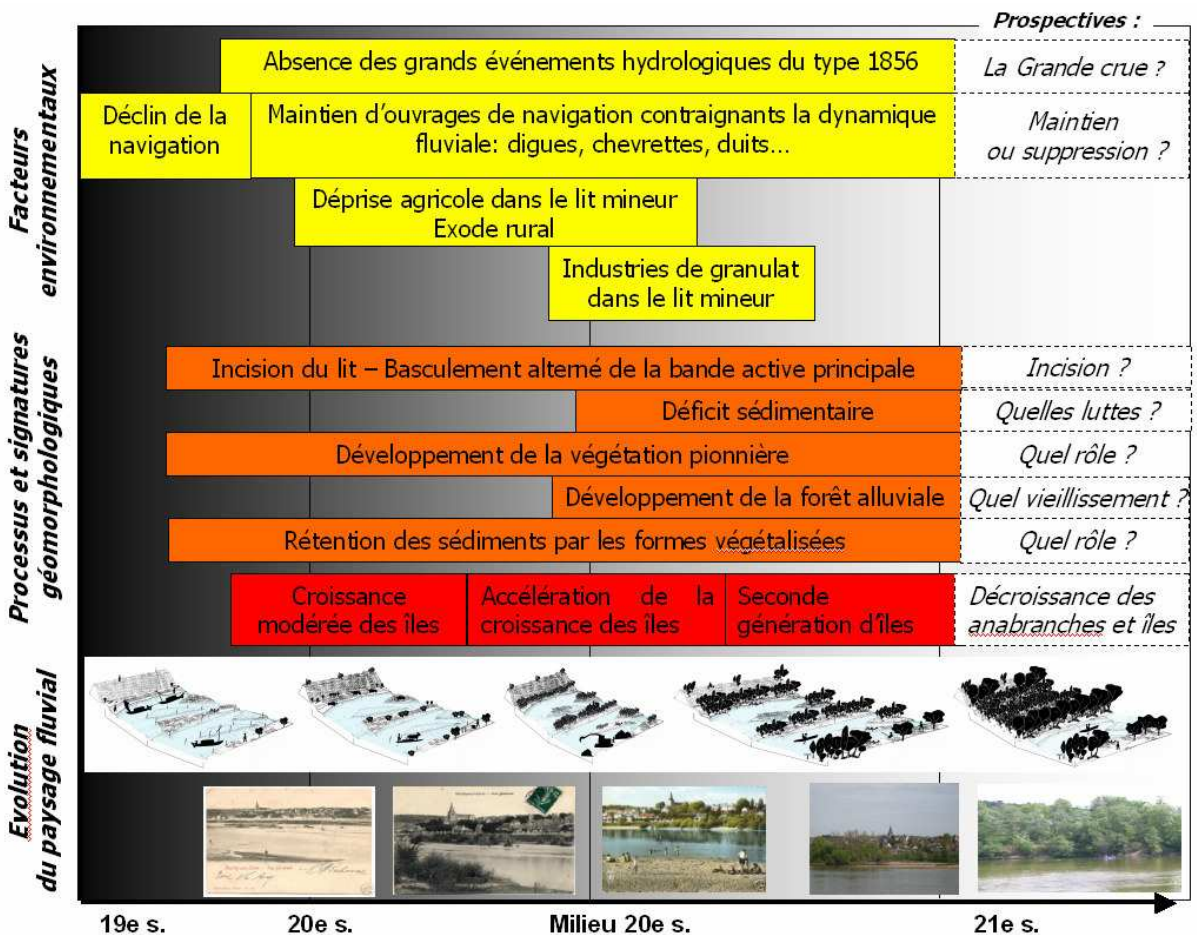 Prospectives :
Facteurs
environnementaux
Absence des grands événements hydrologiques du type 1856
La Grande crue ?
Déclin de la
navigation
Maintien d'ouvrages de navigation contraignants la dynamique
fluviale: digues, chevrettes, duits...
Maintien
ou suppression ?
Déprise agricole dans le lit mineur
Exode rural
Industries de granulat
dans le lit mineur
Processus et signatures
géomorphologiques
Incision du lit – Basculement alterné de la bande active principale
Incision ?
Déficit sédimentaire
Quelles luttes ?
Développement de la végétation pionnière
Quel rôle ?
Développement de la forêt alluviale
Quel vieillissement ?
Rétention des sédiments par les formes végétalisées
Quel rôle ?
Croissance
modérée des îles
Accélération de la
croissance des îles
Seconde
génération d'îles
Décroissance des
anabranches et îles
Evolution
du paysage fluvial
19e s.
20e s.
Milieu 20e s.
21e s.